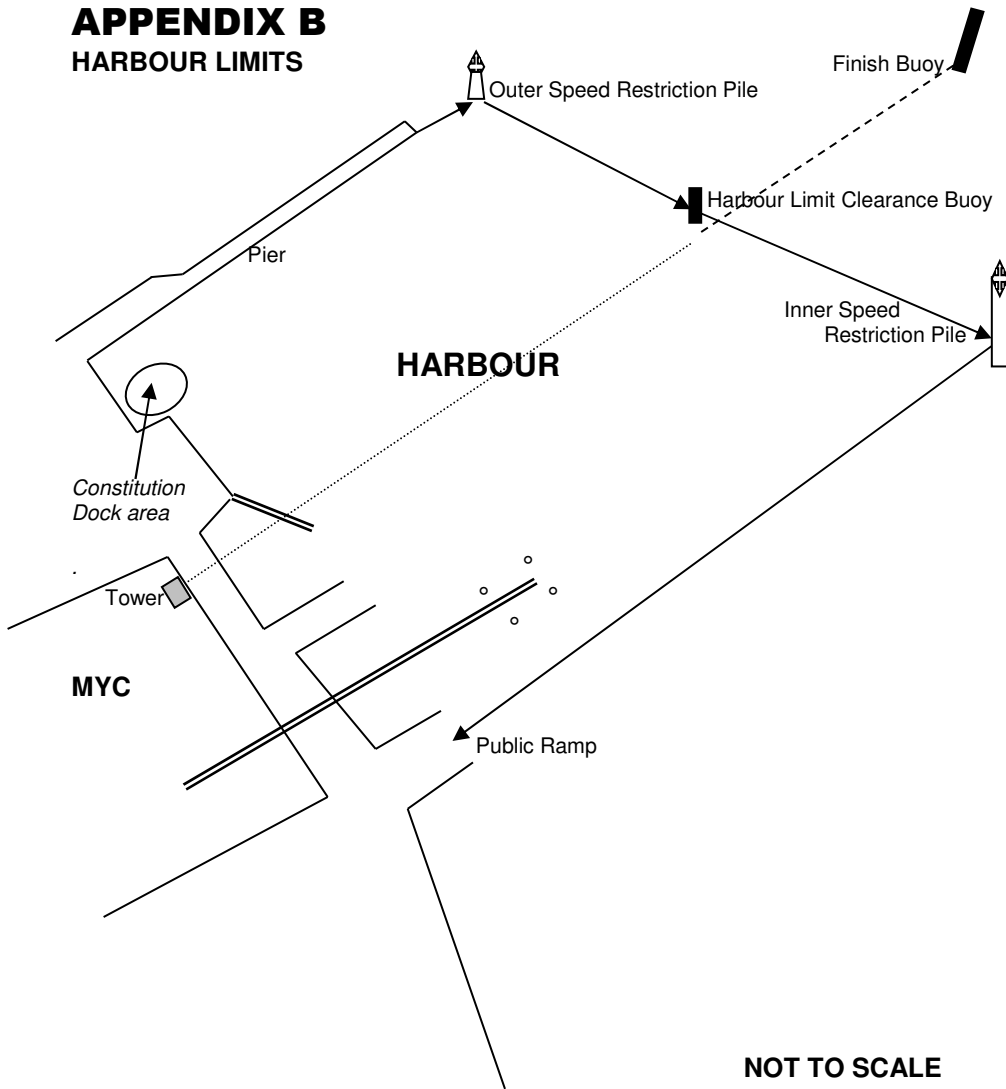 APPENDIX B
HARBOUR LIMITS
Finish Buoy
Outer Speed Restriction Pile
Harbour Limit Clearance Buoy
Pier
Inner Speed
Restriction Pile
HARBOUR
Constitution
Dock area
Tower
MYC
Public Ramp
NOT TO SCALE